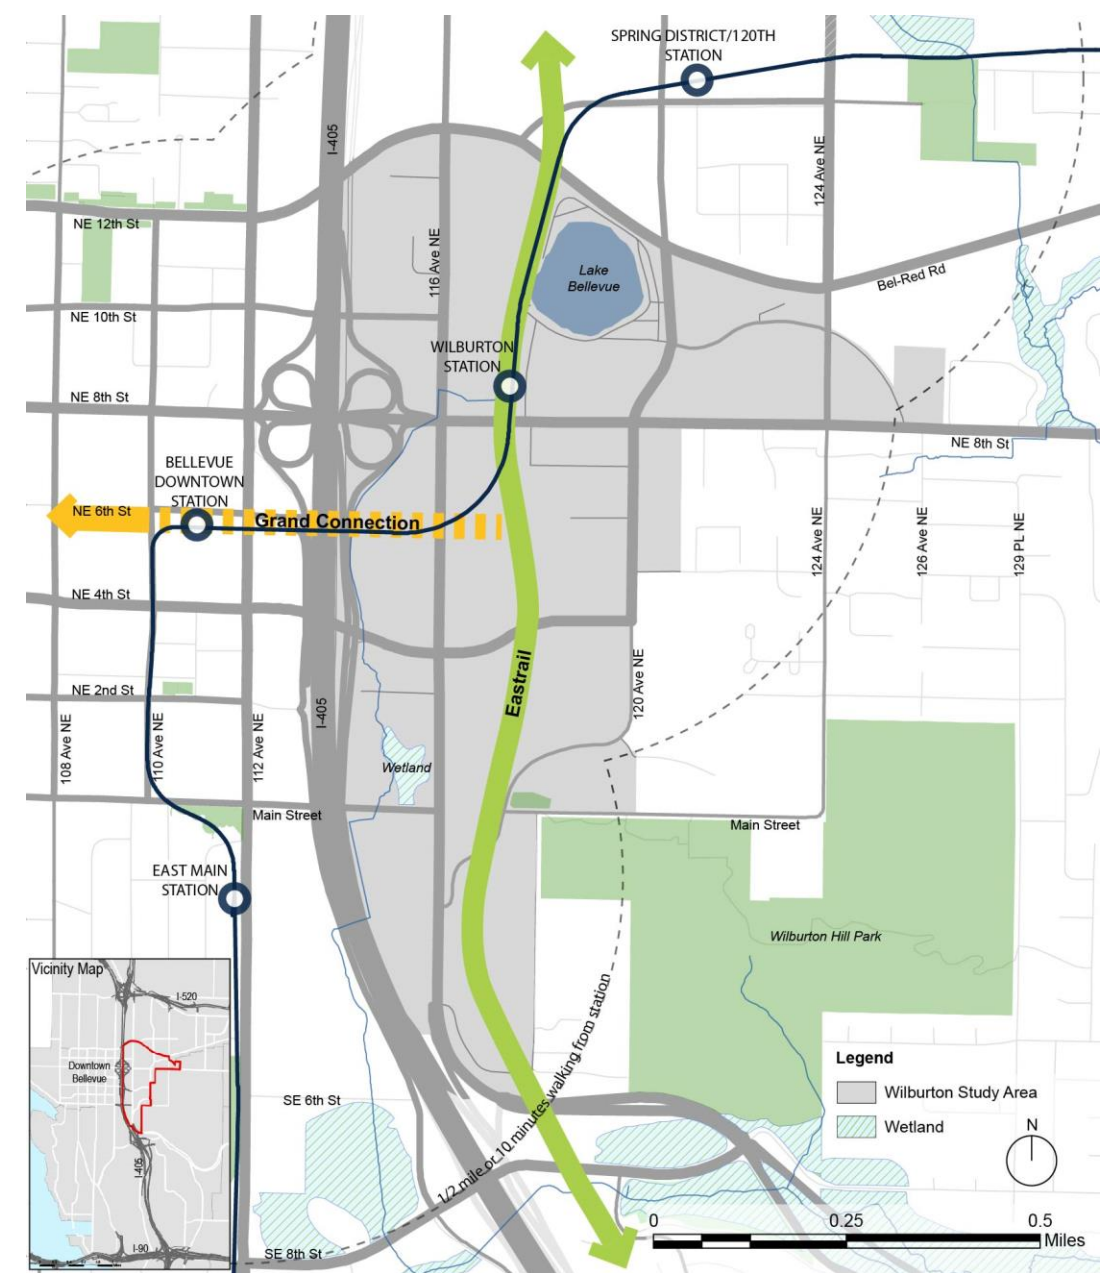 SPRING DISTRICT/120TH
STATION
I-405
124 Ave NE
NE 12th St
116 Ave NE
Lake
Bellevue
Bel-Red Rd
NE 10th St
WILBURTON
STATION
NE 8th St
NE 8th St
BELLEVUE
DOWNTOWN
STATION
NE 6th St
Grand Connection
124 Ave NE
126 Ave NE
129 PL NE
NE 4th St
Eastrail
120 Ave NE
NE 2nd St
108 Ave NE
110 Ave NE
112 Ave NE
I-405
Wetland
Main Street
Main Street
EAST MAIN
STATION
Wilburton Hill Park
1/2 mile or 10 minutes walking from station
SE 6th St
SE 8th St
Vicinity Map
I-520
Downtown
Bellevue
I-405
I-90
Legend
Wilburton Study Area
Wetland
N
0 0.25 0.5
Miles